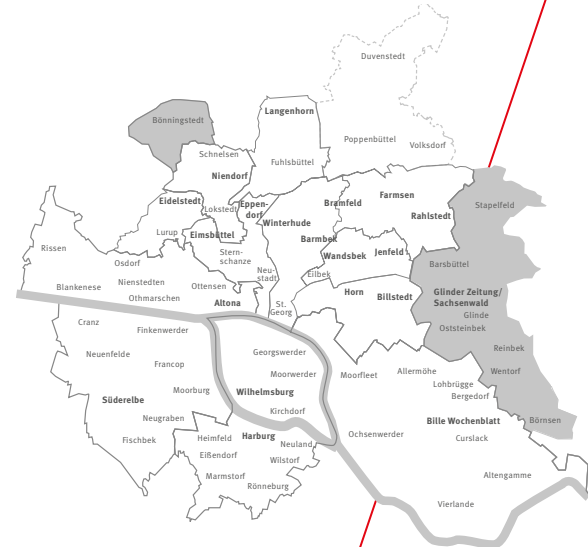 Duvenstedt
Langenhorn
Bönningstedt
Poppenbüttel
Volksdorf
Schnelsen
Fuhlsbüttel
Niendorf
Farmsen
Eidelstedt
Lokstedt
Eppen-
dorf
Bramfeld
Stapelfeld
Rahlstedt
Winterhude
Lurup
Eimsbüttel
Barmbek
Rissen
Stern-
schanze
Wandsbek
Jenfeld
Osdorf
Barsbüttel
Neu-
stadt
Eilbek
Nienstedten
Blankenese
Ottensen
Othmarschen
Altona
St.
Georg
Horn
Billstedt
Glinder Zeitung/
Sachsenwald
Glinde
Oststeinbek
Cranz
Finkenwerder
Neuenfelde
Georgswerder
Reinbek
Francop
Moorwerder
Moorfleet
Allermöhe
Wentorf
Lohbrügge
Moorburg
Wilhelmsburg
Bergedorf
Süderelbe
Kirchdorf
Neugraben
Bille Wochenblatt
Börnsen
Fischbek
Heimfeld
Harburg
Neuland
Ochsenwerder
Curslack
Eißendorf
Wilstorf
Marmstorf
Rönneburg
Altengamme
Vierlande